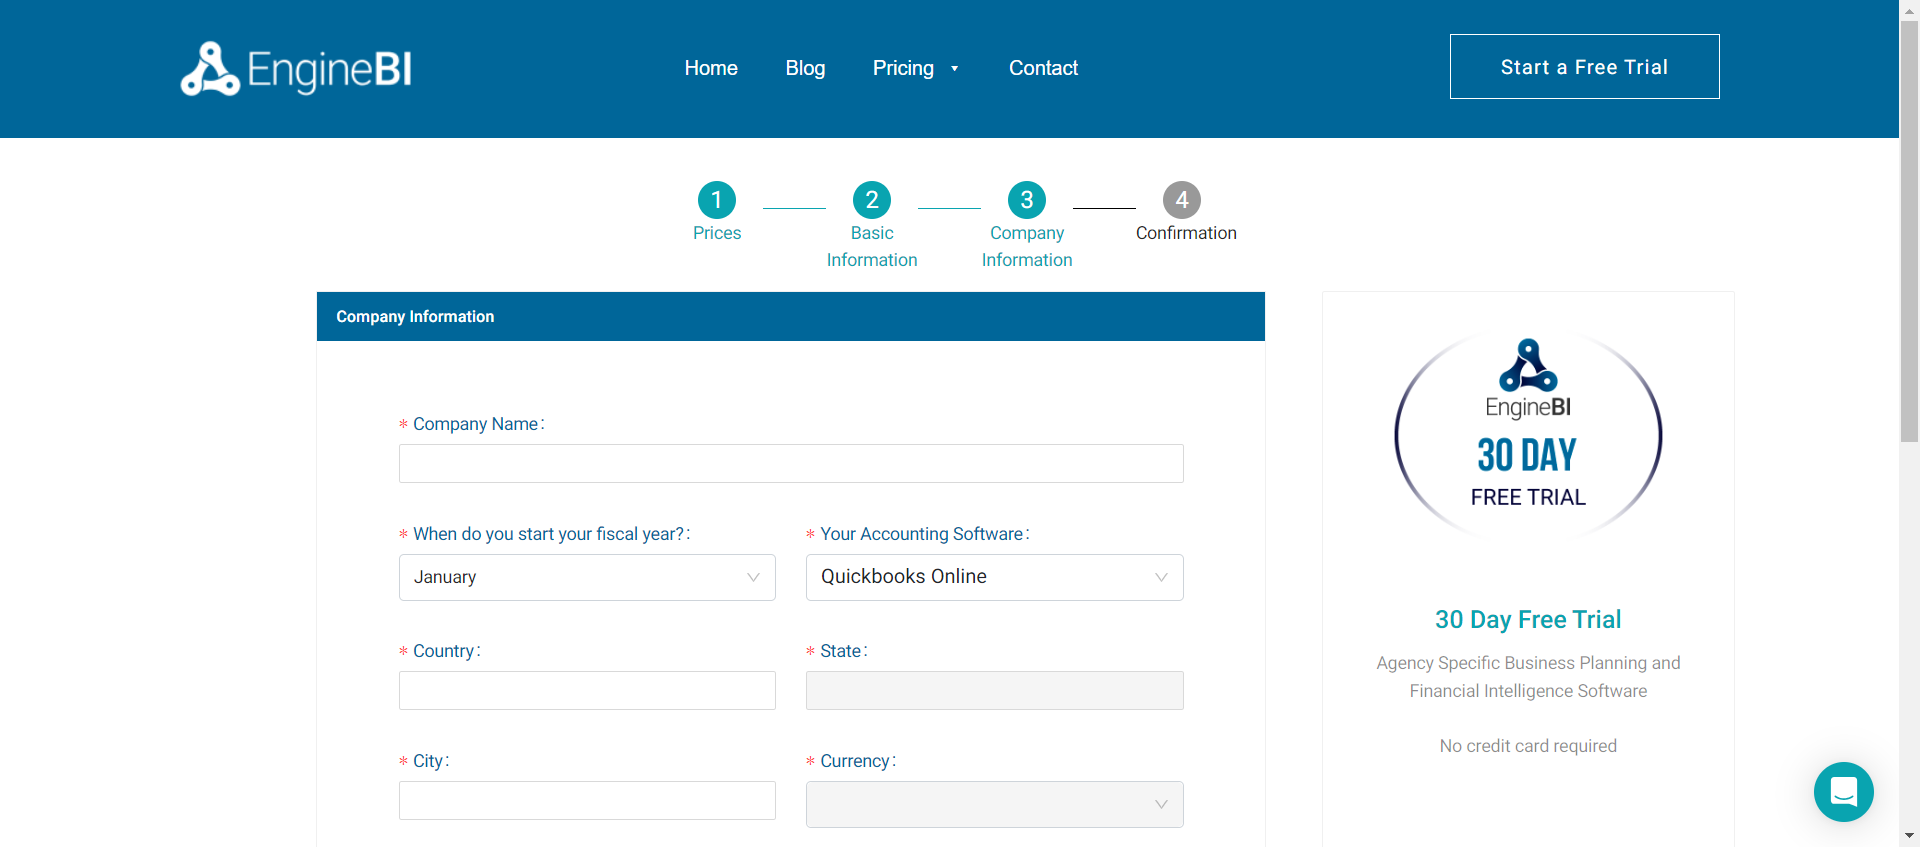 EngineBI
Home
Blog
Pricing
Contact
Start a Free Trial
1
Prices
2
Basic
Information
3
Company
Information
4
Confirmation
Company Information
* Company Name:
* When do you start your fiscal year?:
January
* Your Accounting Software:
Quickbooks Online
* Country:
* State:
* City:
* Currency:
EngineBI
30 DAY
FREE TRIAL
30 Day Free Trial
Agency Specific Business Planning and
Financial Intelligence Software
No credit card required